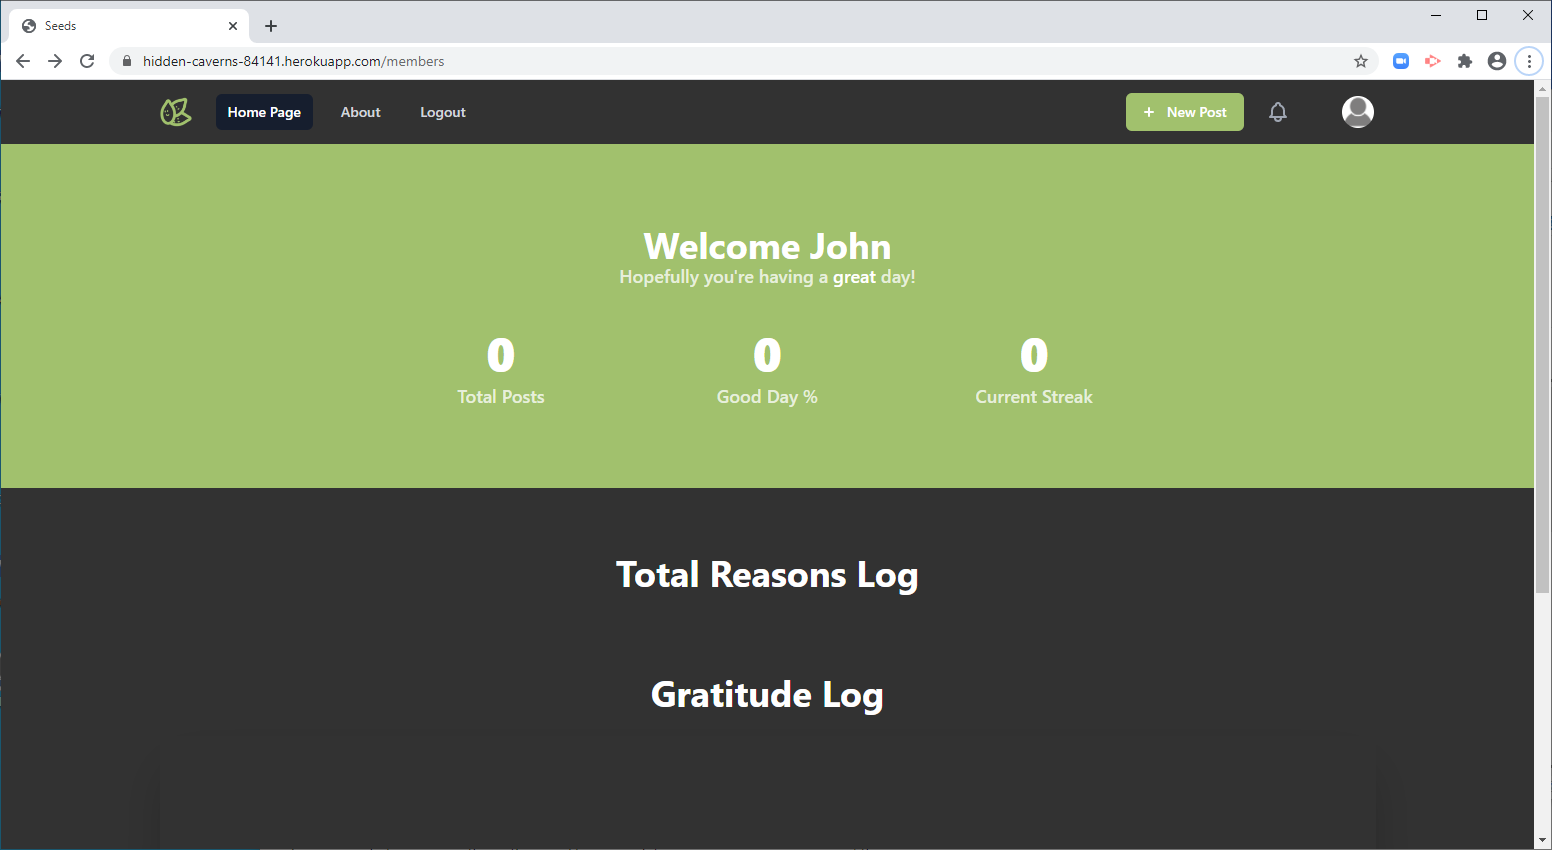 Seeds
hidden-caverns-84141.herokuapp.com/members
Home Page
About
Logout
+ New Post
Welcome John
Hopefully you're having a great day!
0
0
0
Total Posts
Good Day %
Current Streak
Total Reasons Log
Gratitude Log